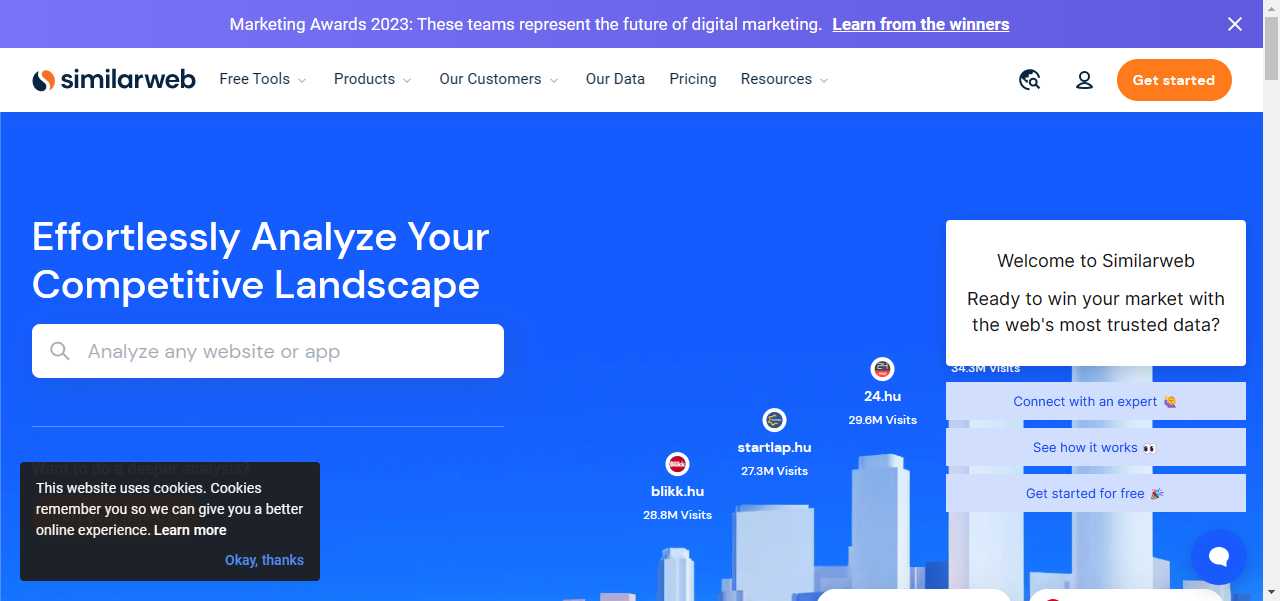 Marketing Awards 2023: These teams represent the future of digital marketing. Learn from the winners
similarweb Free Tools Products Our Customers Our Data Pricing Resources Get started
Effortlessly Analyze Your
Competitive Landscape
Analyze any website or app
Want to do a deeper analysis?
This website uses cookies. Cookies
remember you so we can give you a better
online experience. Learn more
Okay, thanks
blikk.hu
28.8M Visits
startlap.hu
27.3M Visits
24.hu
29.6M Visits
34.3M Visits
Welcome to Similarweb
Ready to win your market with
the web's most trusted data?
Connect with an expert 🙋
See how it works 👀
Get started for free 🎉